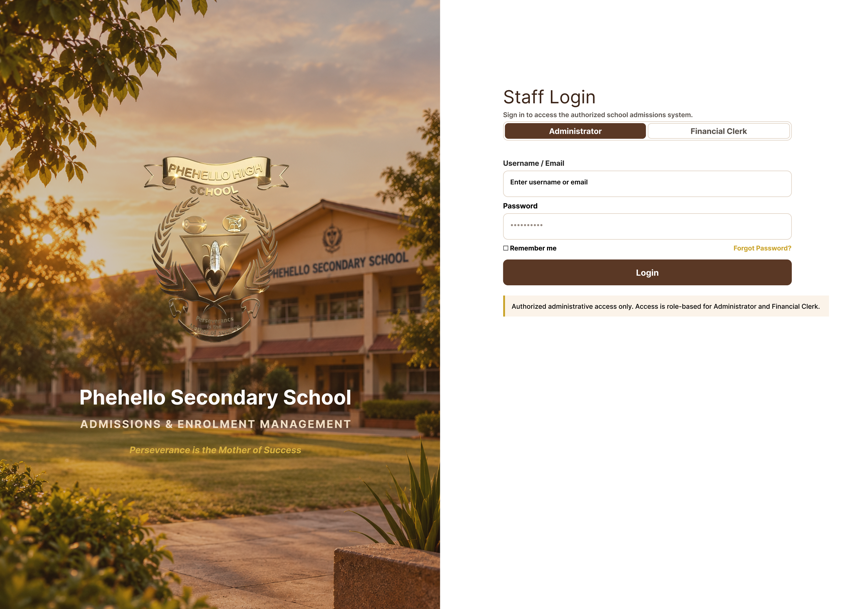 PHEHELLO HIGH
SCHOOL
PHEHELLO SECONDARY SCHOOL
Phehello Secondary School
ADMISSIONS & ENROLMENT MANAGEMENT
Perseverance is the Mother of Success
Staff Login
Sign in to access the authorized school admissions system.
Administrator
Financial Clerk
Username / Email
Enter username or email
Password
**********
Remember me
Forgot Password?
Login
Authorized administrative access only. Access is role-based for Administrator and Financial Clerk.